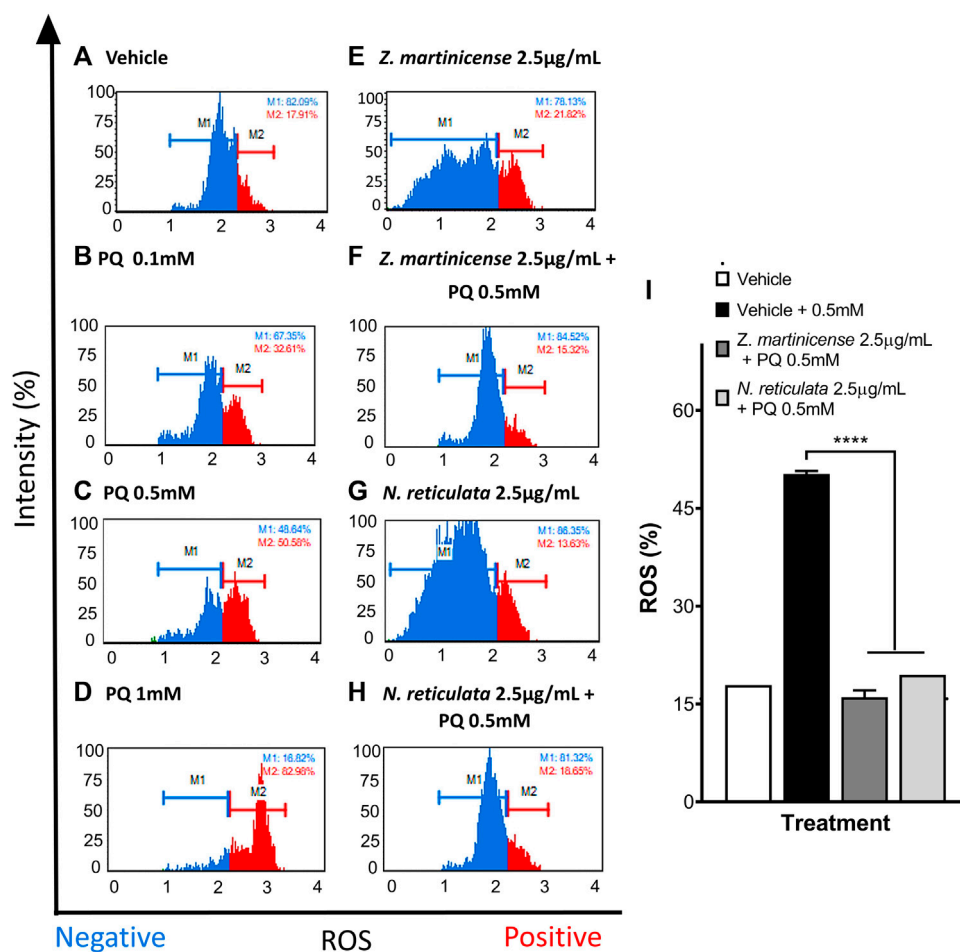 A Vehicle
100
75
50
25
0
M1
M2
M1: 82.09%
M2: 17.91%
0 1 2 3 4
B PQ 0.1mM
100
75
50
25
0
M1
M2
M1: 67.35%
M2: 32.61%
0 1 2 3 4
C PQ 0.5mM
100
75
50
25
0
M1
M2
M1: 48.64%
M2: 50.58%
0 1 2 3 4
D PQ 1mM
100
75
50
25
0
M1
M2
M1: 16.82%
M2: 82.98%
0 1 2 3 4
E Z. martinicense 2.5µg/mL
100
75
50
25
0
M1
M2
M1: 78.13%
M2: 21.82%
0 1 2 3 4
F Z. martinicense 2.5µg/mL +
PQ 0.5mM
100
75
50
25
0
M1
M2
M1: 84.52%
M2: 15.32%
0 1 2 3 4
G N. reticulata 2.5µg/mL
100
75
50
25
0
M1
M2
M1: 86.35%
M2: 13.63%
0 1 2 3 4
H N. reticulata 2.5µg/mL +
PQ 0.5mM
100
75
50
25
0
M1
M2
M1: 81.32%
M2: 18.65%
0 1 2 3 4
Intensity (%)
Negative ROS Positive
I
Vehicle
Vehicle + 0.5mM
Z. martinicense 2.5µg/mL
+ PQ 0.5mM
N. reticulata 2.5µg/mL
+ PQ 0.5mM
60
45
30
15
0
****
ROS (%)
Treatment